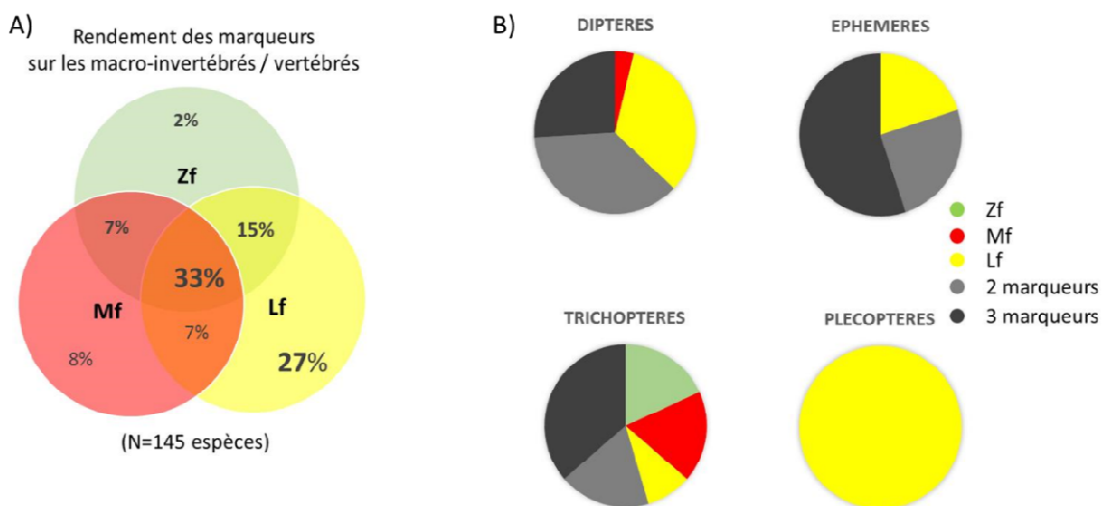 A)
Rendement des marqueurs
sur les macro-invertébrés / vertébrés
2%
Zf
7%
15%
33%
Mf
Lf
7%
8%
27%
(N=145 espèces)
B)
DIPTERES
EPHEMERES
Zf
Mf
Lf
2 marqueurs
3 marqueurs
TRICHOPTERES
PLECOPTERES